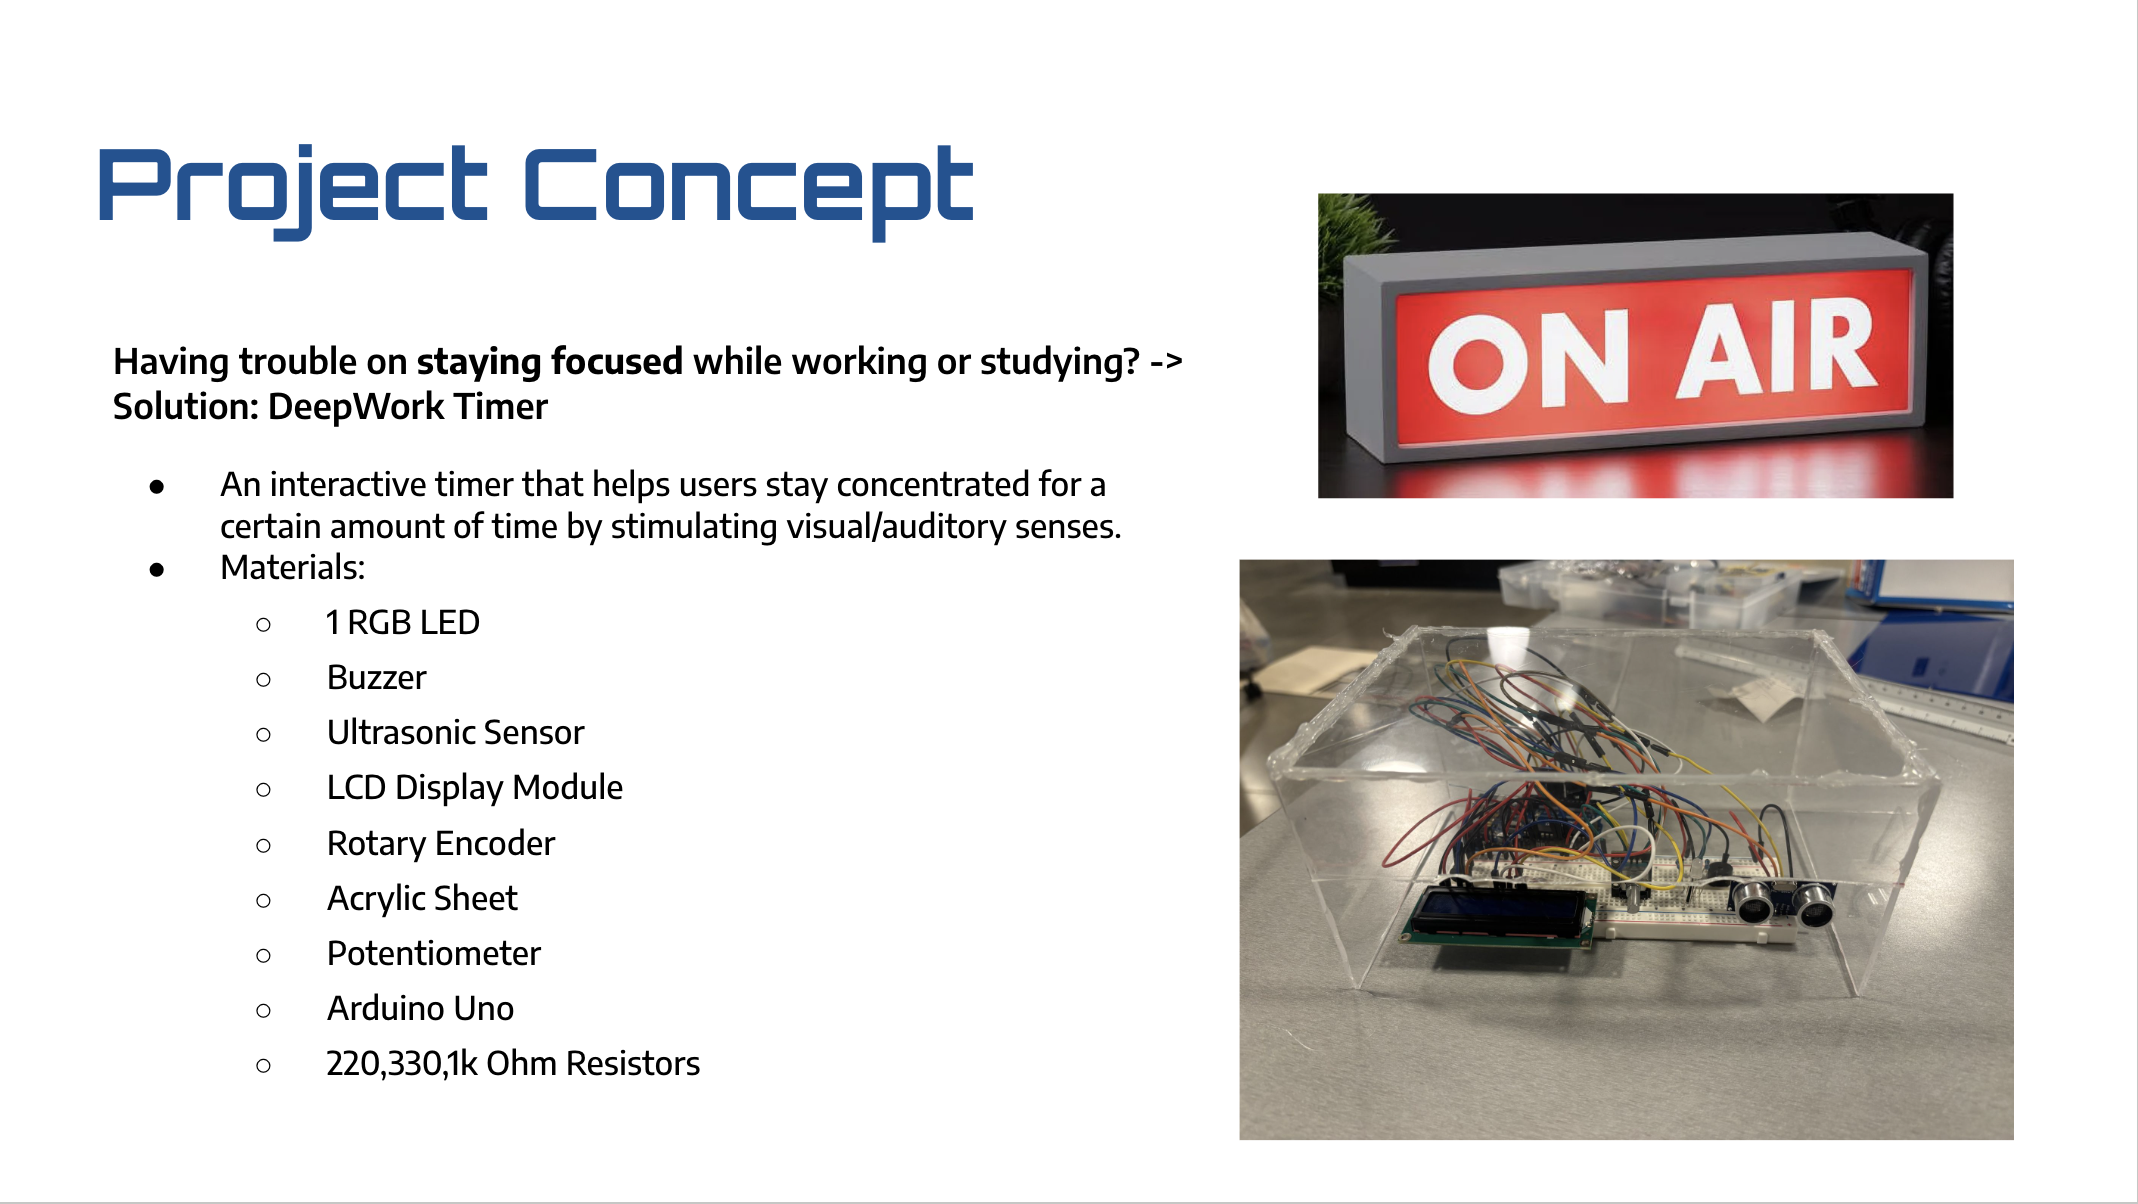 Project Concept
Having trouble on staying focused while working or studying? ->
Solution: DeepWork Timer
● An interactive timer that helps users stay concentrated for a
certain amount of time by stimulating visual/auditory senses.
● Materials:
○ 1 RGB LED
○ Buzzer
○ Ultrasonic Sensor
○ LCD Display Module
○ Rotary Encoder
○ Acrylic Sheet
○ Potentiometer
○ Arduino Uno
○ 220,330,1k Ohm Resistors
ON AIR